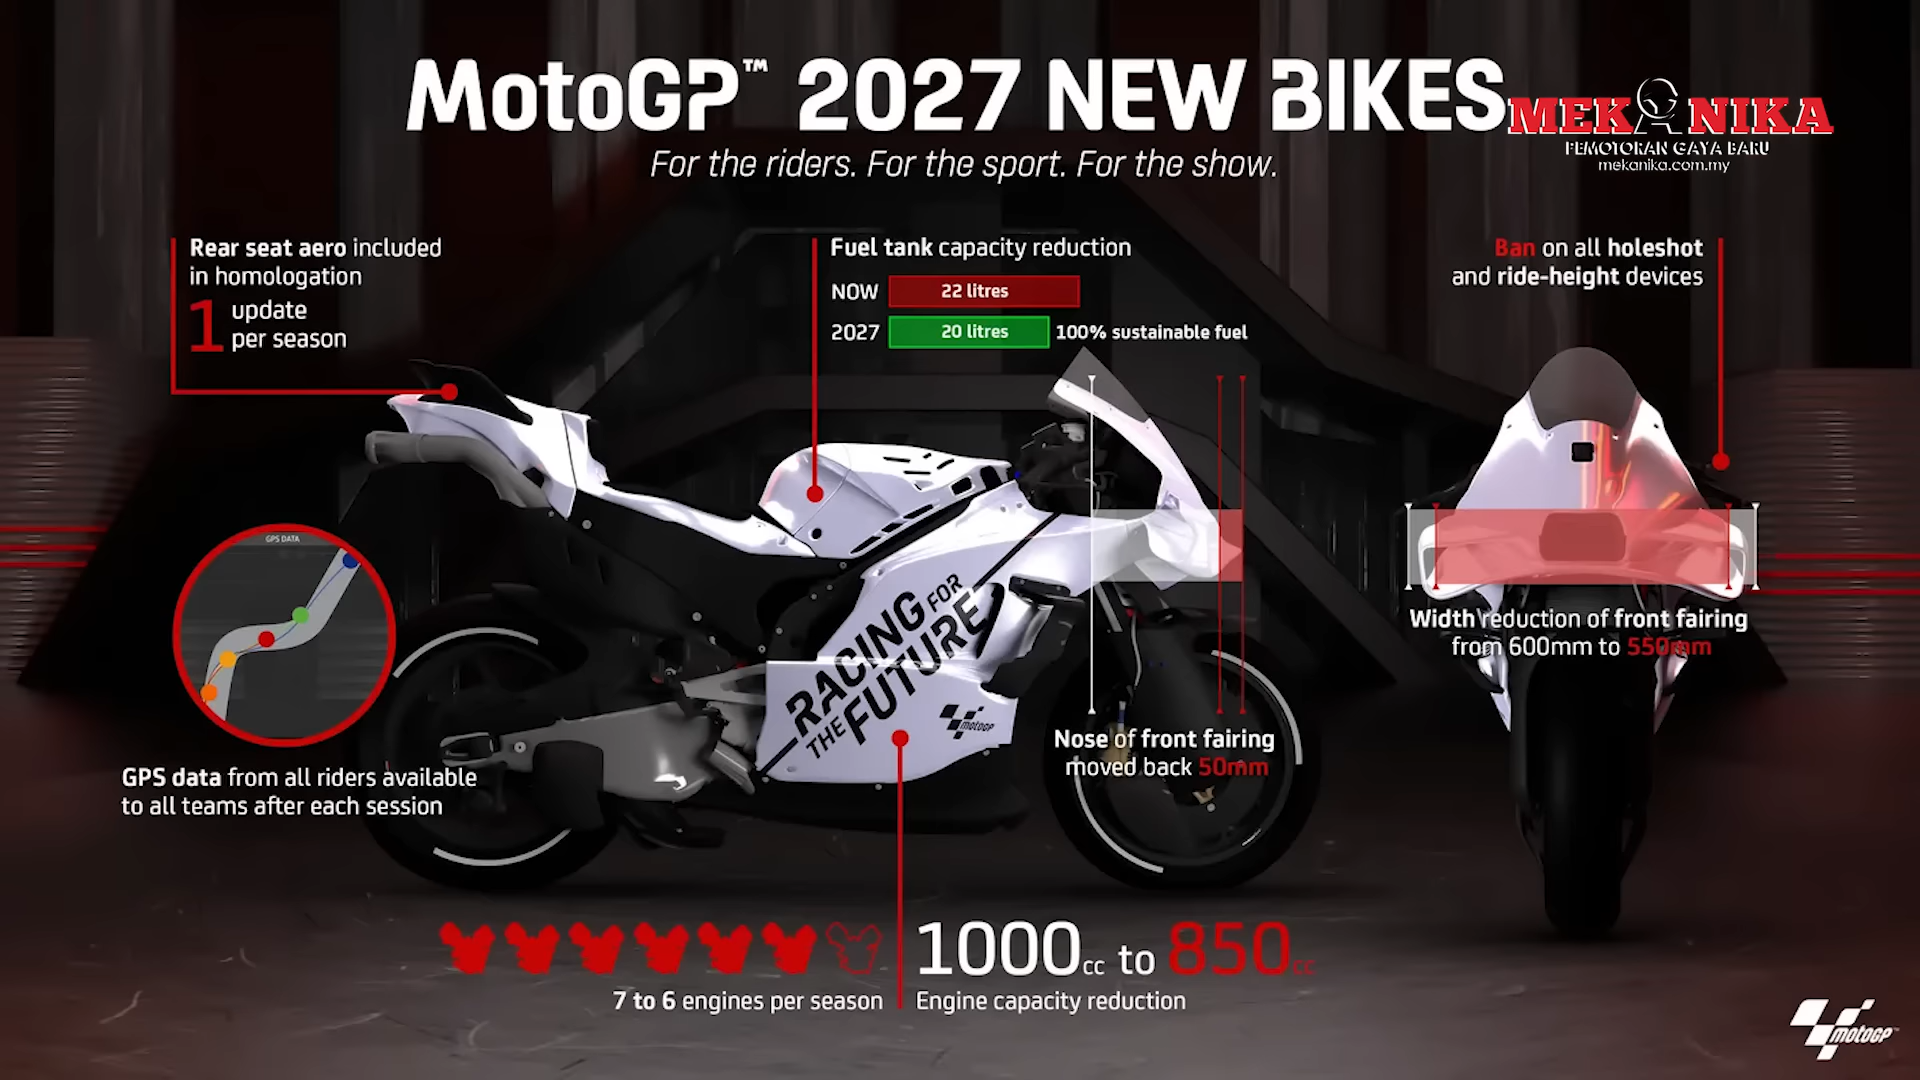 MotoGP™ 2027 NEW BIKES
MEKANIKA
PEMOTORAN GAYA BARU
mekanika.com.my
For the riders. For the sport. For the show.
Rear seat aero included
in homologation
1 update
per season
Fuel tank capacity reduction
NOW 22 litres
2027 20 litres 100% sustainable fuel
Ban on all holeshot
and ride-height devices
GPS DATA
GPS data from all riders available
to all teams after each session
RACING FOR
THE FUTURE
motoGP
Nose of front fairing
moved back 50mm
Width reduction of front fairing
from 600mm to 550mm
7 to 6 engines per season
1000cc to 850cc
Engine capacity reduction
motoGP™